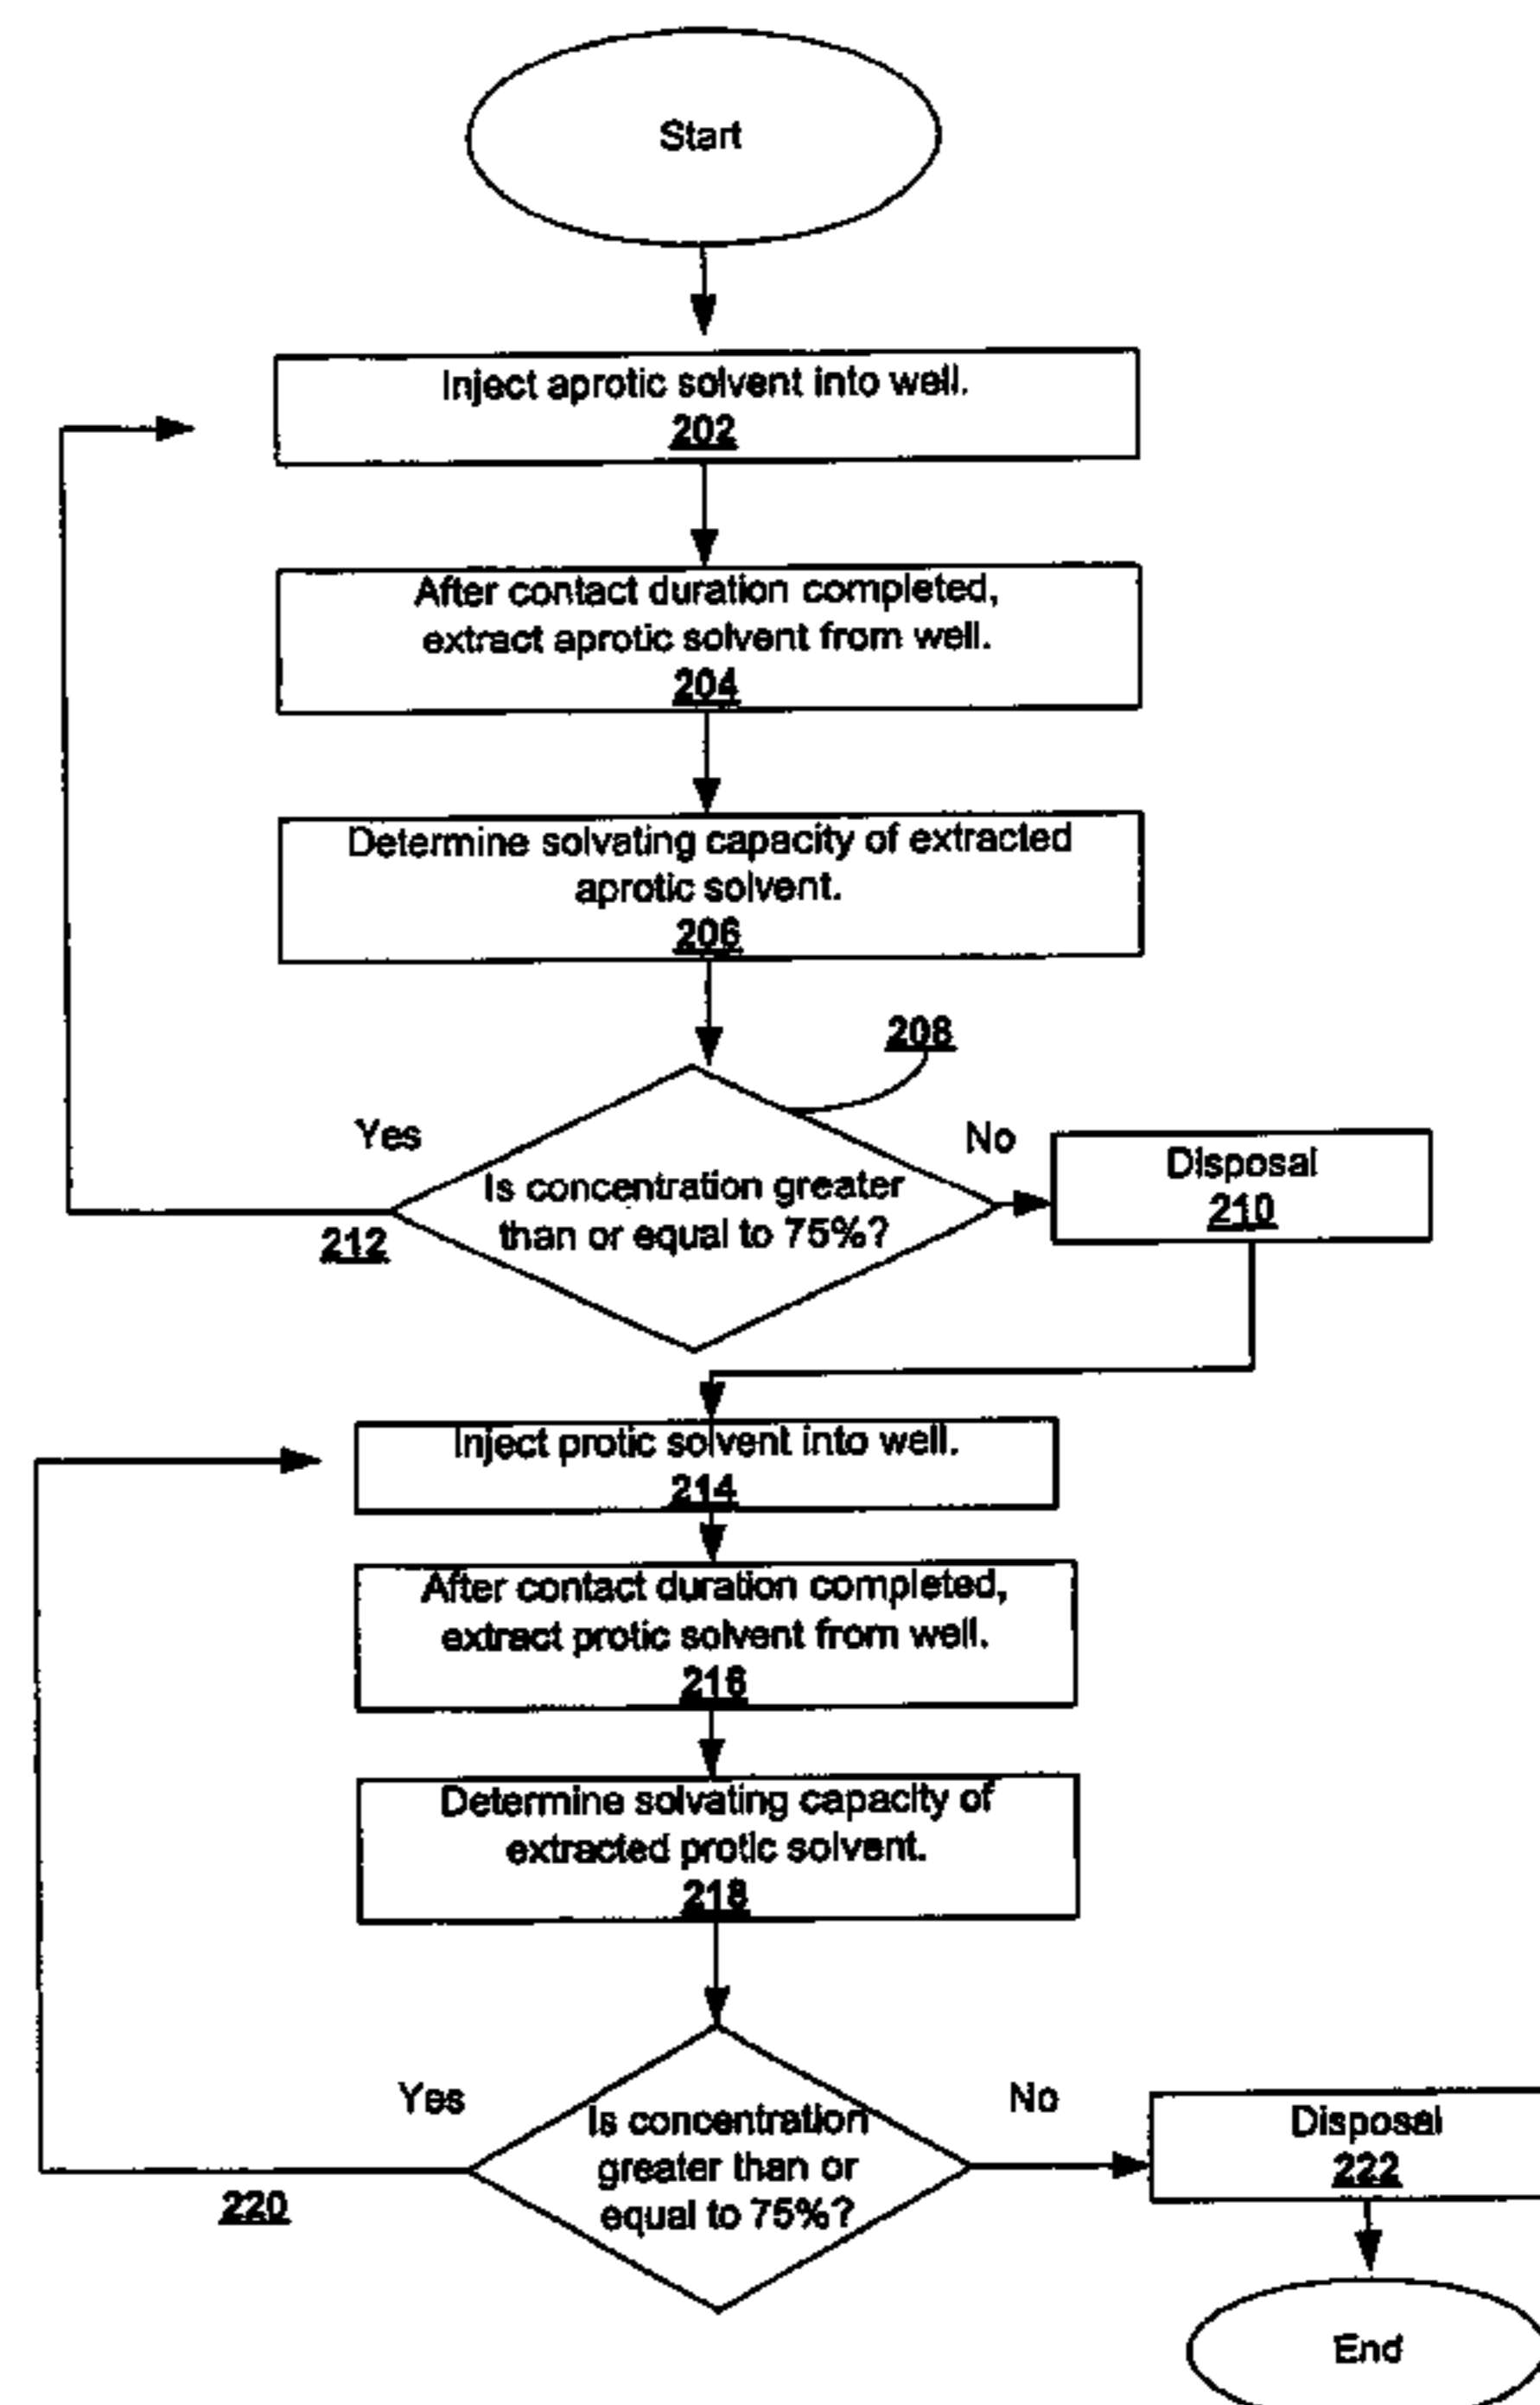 Start
Inject aprotic solvent into well.
202
After contact duration completed,
extract aprotic solvent from well.
204
Determine solvating capacity of extracted
aprotic solvent.
206
208
Yes
No
Is concentration greater
than or equal to 75%?
212
Disposal
210
Inject protic solvent into well.
214
After contact duration completed,
extract protic solvent from well.
216
Determine solvating capacity of
extracted protic solvent.
218
Yes
No
Is concentration
greater than or
equal to 75%?
220
Disposal
222
End